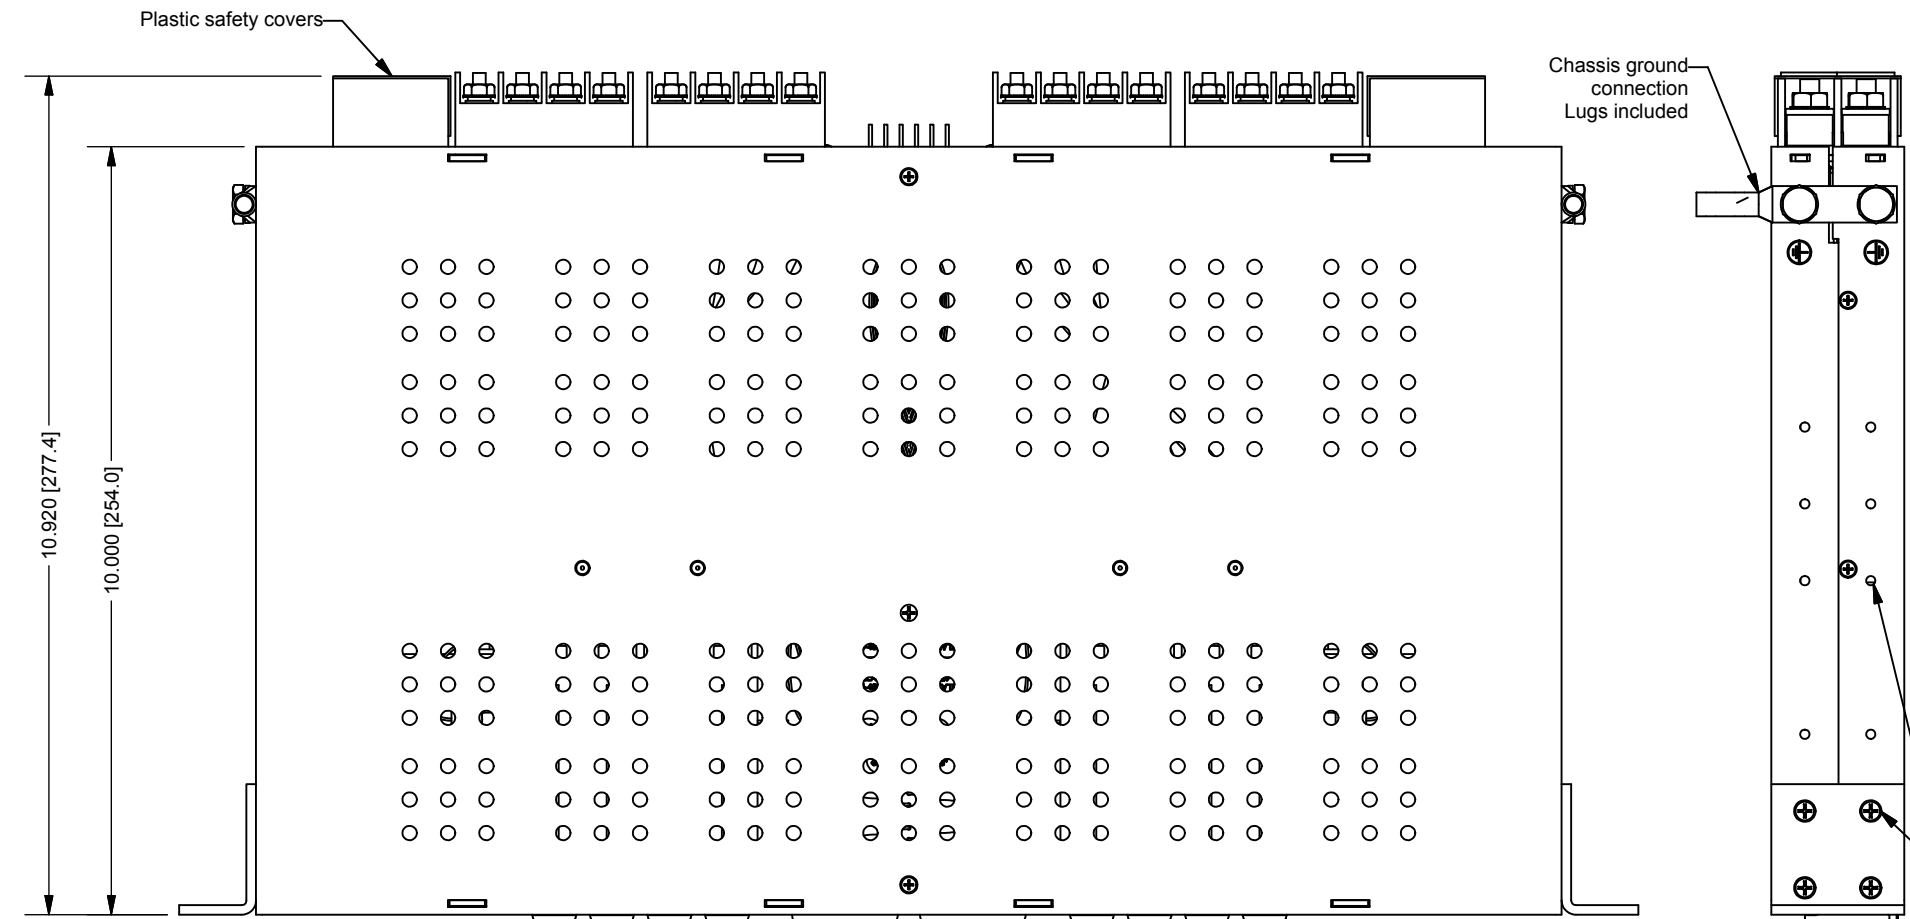 Plastic safety covers
Chassis ground
connection
Lugs included
10.920 [277.4]
10.000 [254.0]